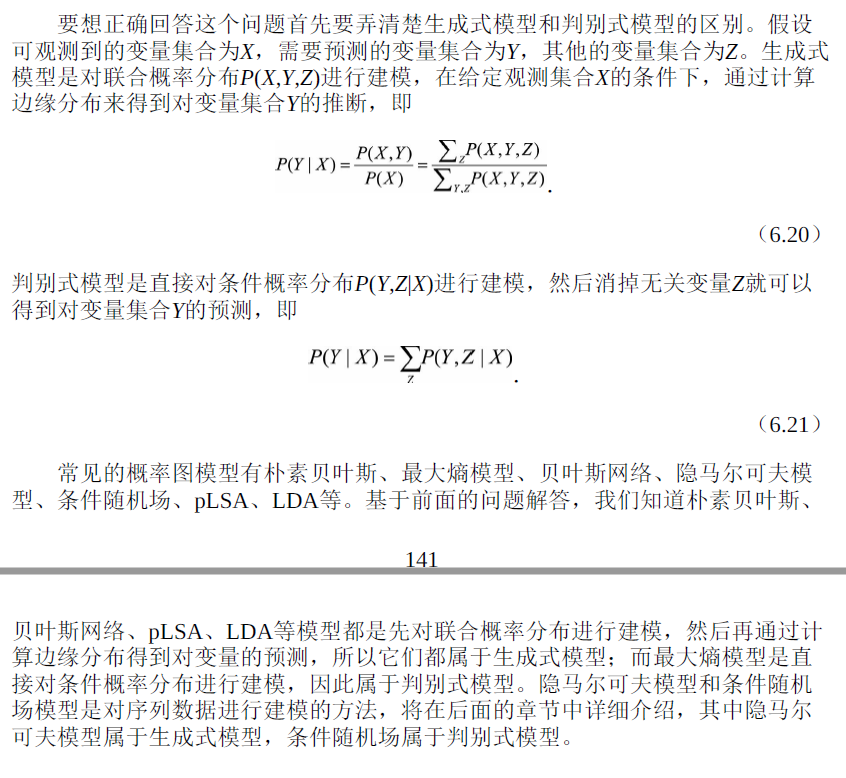 要想正确回答这个问题首先要弄清楚生成式模型和判别式模型的区别。假设
可观测到的变量集合为X，需要预测的变量集合为Y，其他的变量集合为Z。生成式
模型是对联合概率分布P(X,Y,Z)进行建模，在给定观测集合X的条件下，通过计算
边缘分布来得到对变量集合Y的推断，即
P(Y | X) = P(X,Y) / P(X) = ∑_Z P(X,Y,Z) / ∑_{Y,Z} P(X,Y,Z) .
（6.20）
判别式模型是直接对条件概率分布P(Y,Z|X)进行建模，然后消掉无关变量Z就可以
得到对变量集合Y的预测，即
P(Y | X) = ∑_Z P(Y,Z | X) .
（6.21）
常见的概率图模型有朴素贝叶斯、最大熵模型、贝叶斯网络、隐马尔可夫模
型、条件随机场、pLSA、LDA等。基于前面的问题解答，我们知道朴素贝叶斯、
141
贝叶斯网络、pLSA、LDA等模型都是先对联合概率分布进行建模，然后再通过计
算边缘分布得到对变量的预测，所以它们都属于生成式模型；而最大熵模型是直
接对条件概率分布进行建模，因此属于判别式模型。隐马尔可夫模型和条件随机
场模型是对序列数据进行建模的方法，将在后面的章节中详细介绍，其中隐马尔
可夫模型属于生成式模型，条件随机场属于判别式模型。